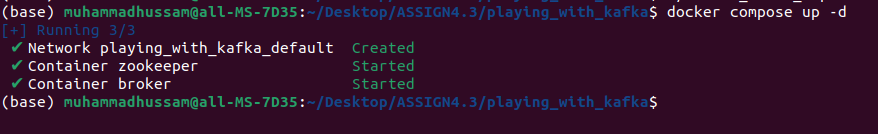 (base) muhammadhussam@all-MS-7D35:~/Desktop/ASSIGN4.3/playing_with_kafka$ docker compose up -d
[+] Running 3/3
✔ Network playing_with_kafka_default Created
✔ Container zookeeper Started
✔ Container broker Started
(base) muhammadhussam@all-MS-7D35:~/Desktop/ASSIGN4.3/playing_with_kafka$